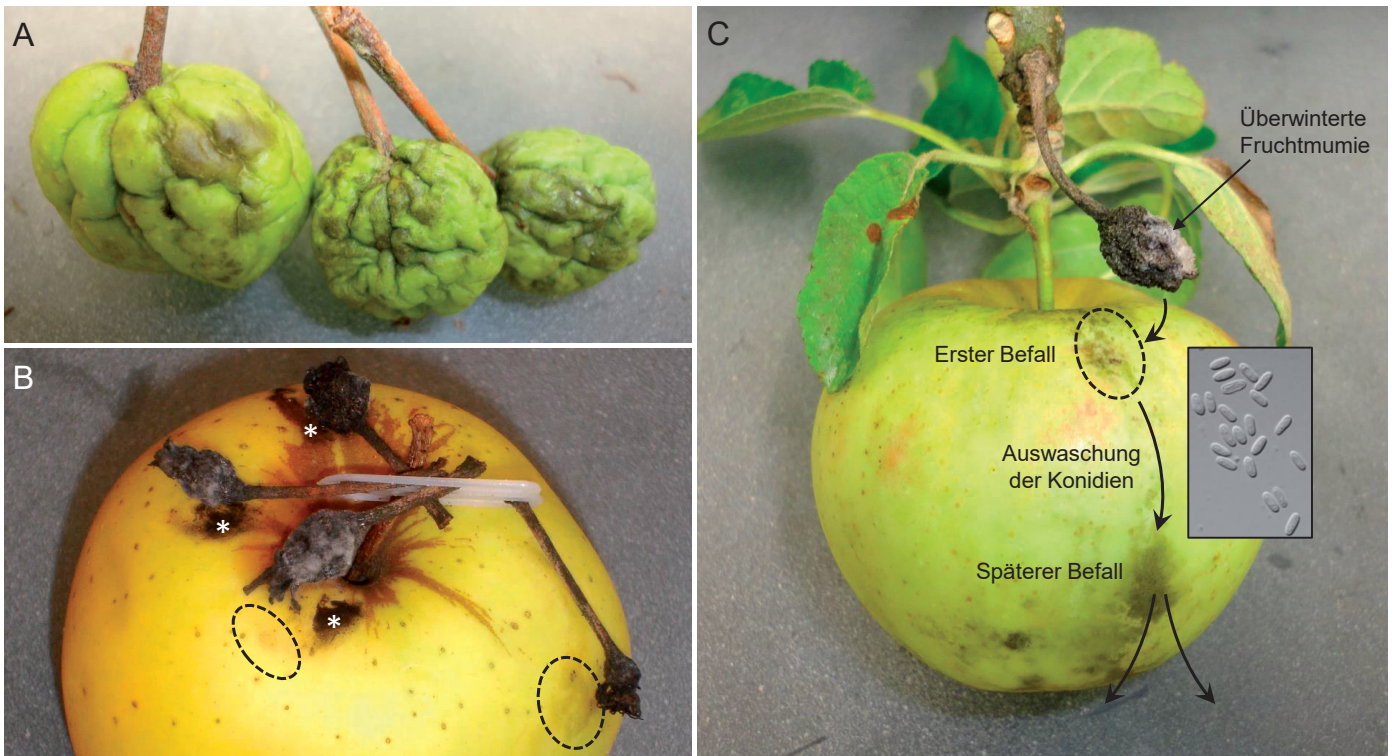 A
B
*
*
*
C
Überwinterte
Fruchtmumie
Erster Befall
Auswaschung
der Konidien
Späterer Befall